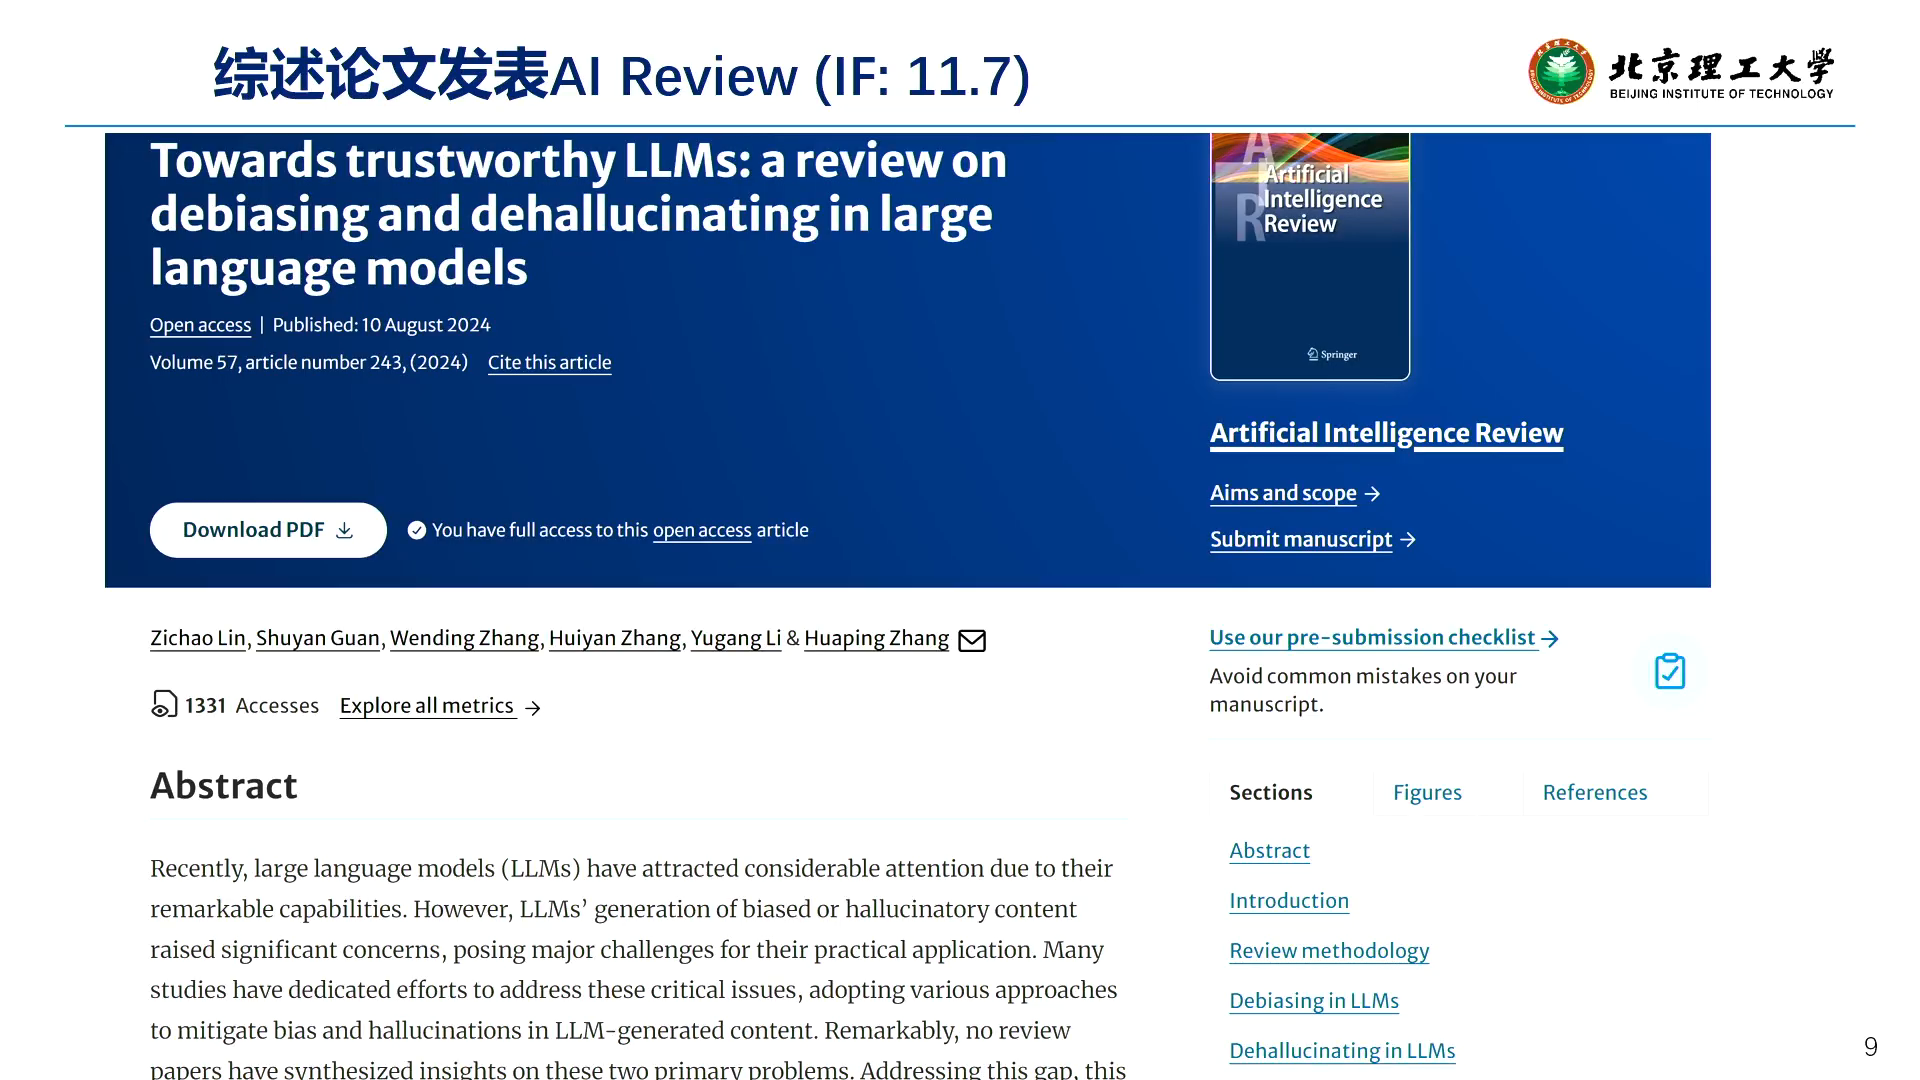 综述论文发表AI Review (IF: 11.7)
北京理工大学
BEIJING INSTITUTE OF TECHNOLOGY
Towards trustworthy LLMs: a review on
debiasing and dehallucinating in large
language models
Open access | Published: 10 August 2024
Volume 57, article number 243, (2024) Cite this article
Download PDF
You have full access to this open access article
A
R
Artificial
Intelligence
Review
Springer
Artificial Intelligence Review
Aims and scope →
Submit manuscript →
Zichao Lin, Shuyan Guan, Wending Zhang, Huiyan Zhang, Yugang Li & Huaping Zhang
1331 Accesses Explore all metrics →
Abstract
Recently, large language models (LLMs) have attracted considerable attention due to their
remarkable capabilities. However, LLMs’ generation of biased or hallucinatory content
raised significant concerns, posing major challenges for their practical application. Many
studies have dedicated efforts to address these critical issues, adopting various approaches
to mitigate bias and hallucinations in LLM-generated content. Remarkably, no review
papers have synthesized insights on these two primary problems. Addressing this gap, this
Use our pre-submission checklist →
Avoid common mistakes on your
manuscript.
Sections Figures References
Abstract
Introduction
Review methodology
Debiasing in LLMs
Dehallucinating in LLMs
9